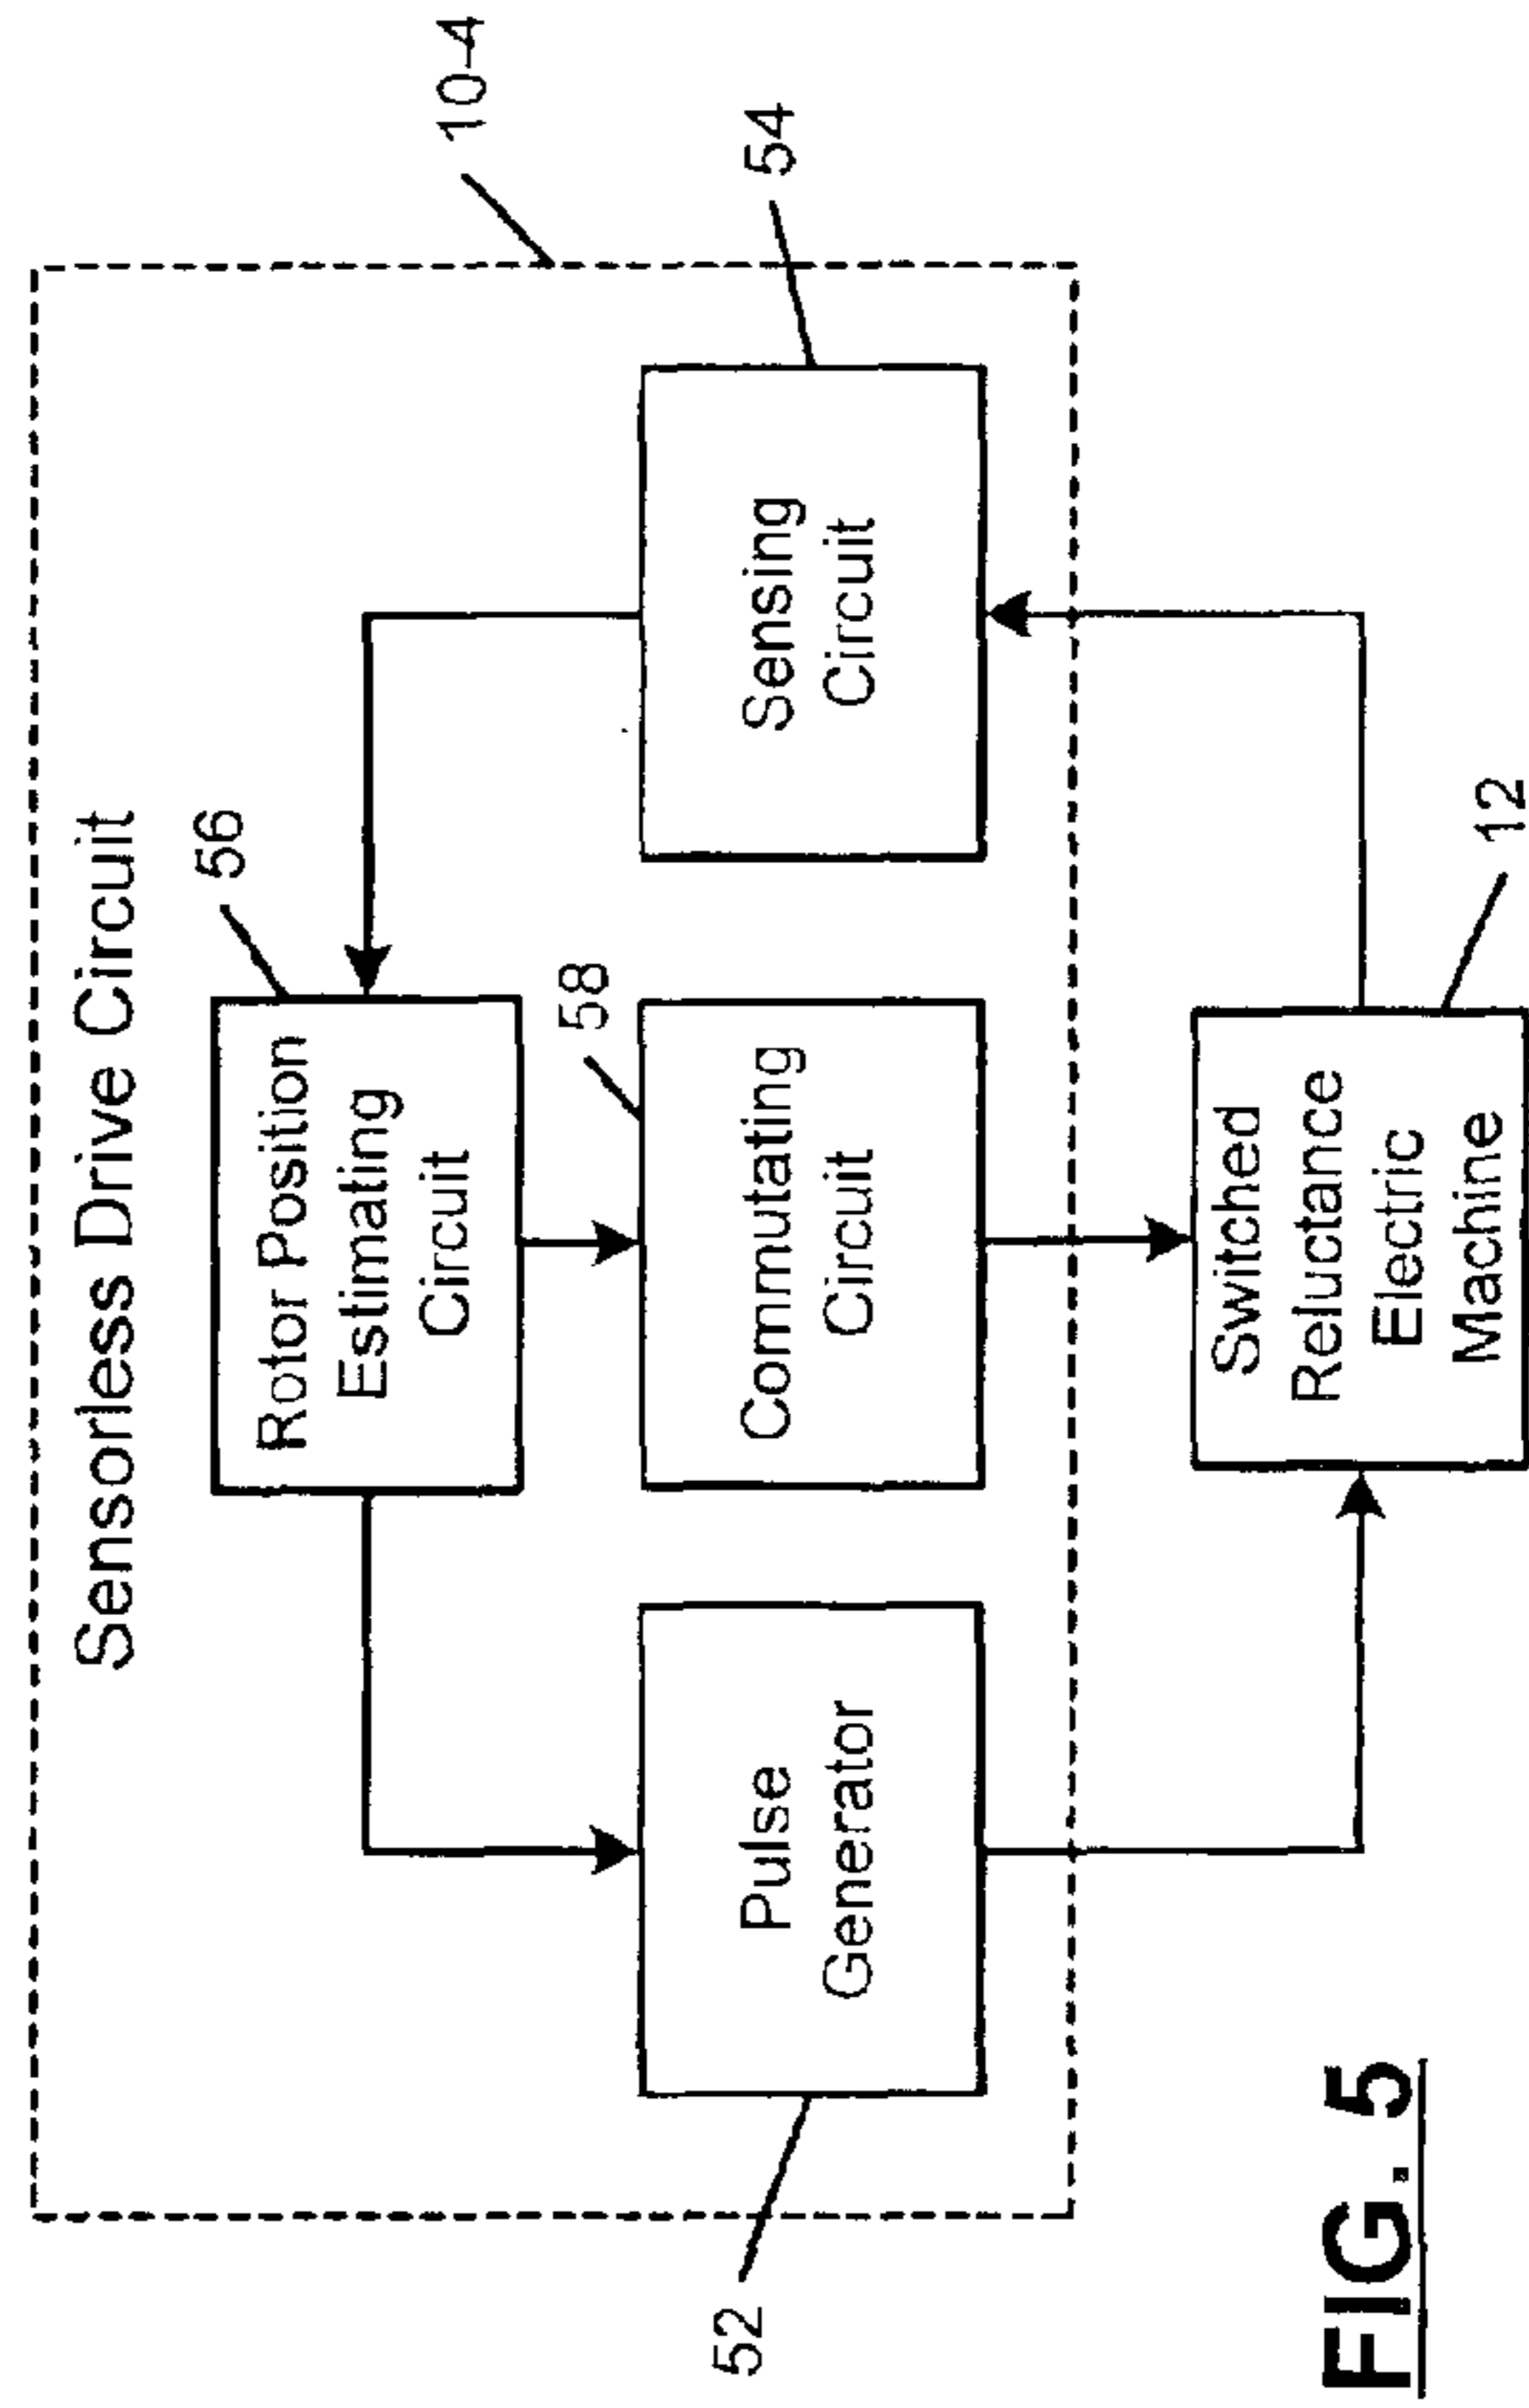 10-4
Sensorless Drive Circuit
56
Rotor Position
Estimating
Circuit
58
54
52
Pulse
Generator
Commutating
Circuit
Sensing
Circuit
Switched
Reluctance
Electric
Machine
12
FIG. 5